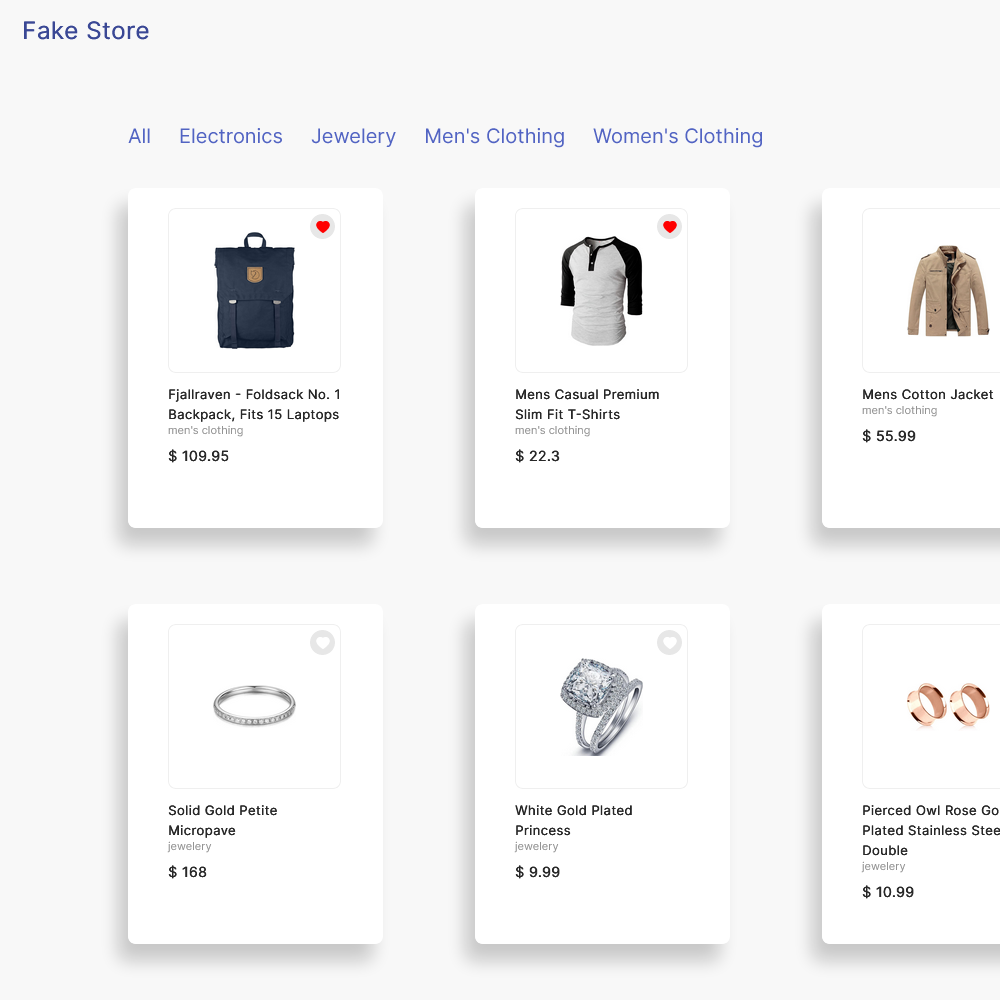 Fake Store
All Electronics Jewelery Men's Clothing Women's Clothing
Fjallraven - Foldsack No. 1
Backpack, Fits 15 Laptops
men's clothing
$ 109.95
Mens Casual Premium
Slim Fit T-Shirts
men's clothing
$ 22.3
Mens Cotton Jacket
men's clothing
$ 55.99
Solid Gold Petite
Micropave
jewelery
$ 168
White Gold Plated
Princess
jewelery
$ 9.99
Pierced Owl Rose Go
Plated Stainless Stee
Double
jewelery
$ 10.99